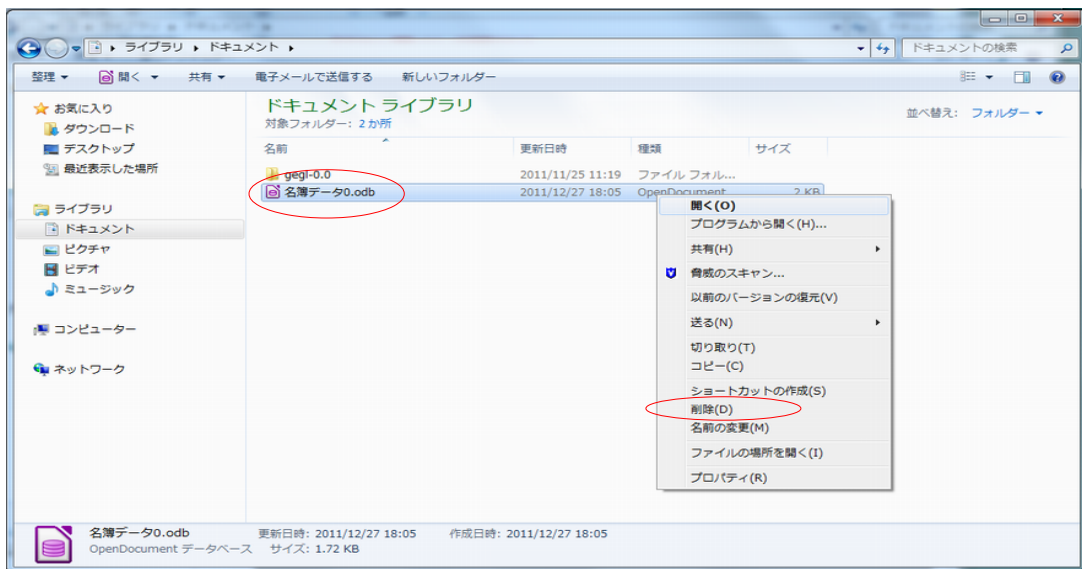 ライブラリ ドキュメント ドキュメントの検索
整理 開く 共有 電子メールで送信する 新しいフォルダー
お気に入り
ダウンロード
デスクトップ
最近表示した場所
ライブラリ
ドキュメント
ピクチャ
ビデオ
ミュージック
コンピューター
ネットワーク
ドキュメント ライブラリ
対象フォルダー: 2 か所
並べ替え: フォルダー
名前 更新日時 種類 サイズ
gegl-0.0 2011/11/25 11:19 ファイル フォル...
名簿データ0.odb 2011/12/27 18:05 OpenDocument... 2 KB
開く(O)
プログラムから開く(H)...
共有(H)
脅威のスキャン...
以前のバージョンの復元(V)
送る(N)
切り取り(T)
コピー(C)
ショートカットの作成(S)
削除(D)
名前の変更(M)
ファイルの場所を開く(I)
プロパティ(R)
名簿データ0.odb 更新日時: 2011/12/27 18:05 作成日時: 2011/12/27 18:05
OpenDocument データベース サイズ: 1.72 KB